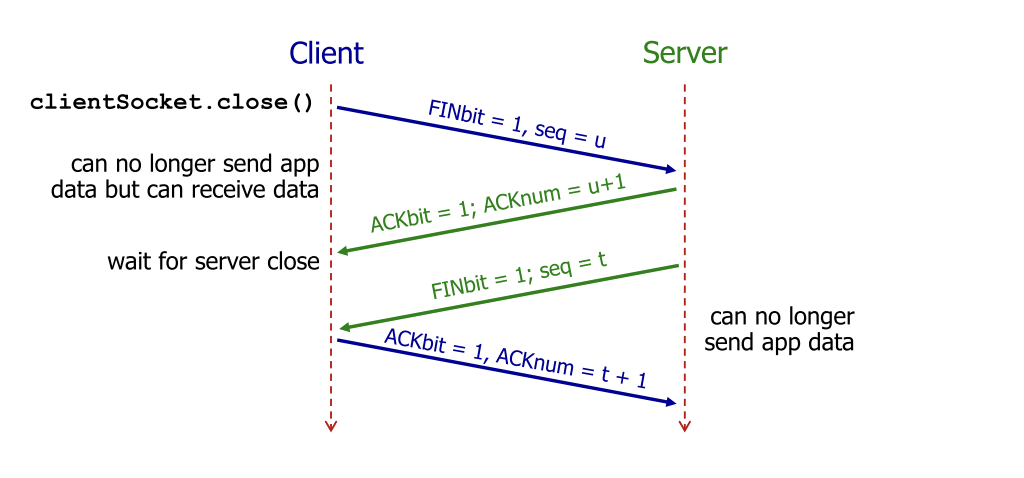 Client
Server
clientSocket.close()
FINbit = 1, seq = u
can no longer send app
data but can receive data
ACKbit = 1; ACKnum = u+1
wait for server close
FINbit = 1; seq = t
can no longer
send app data
ACKbit = 1, ACKnum = t + 1